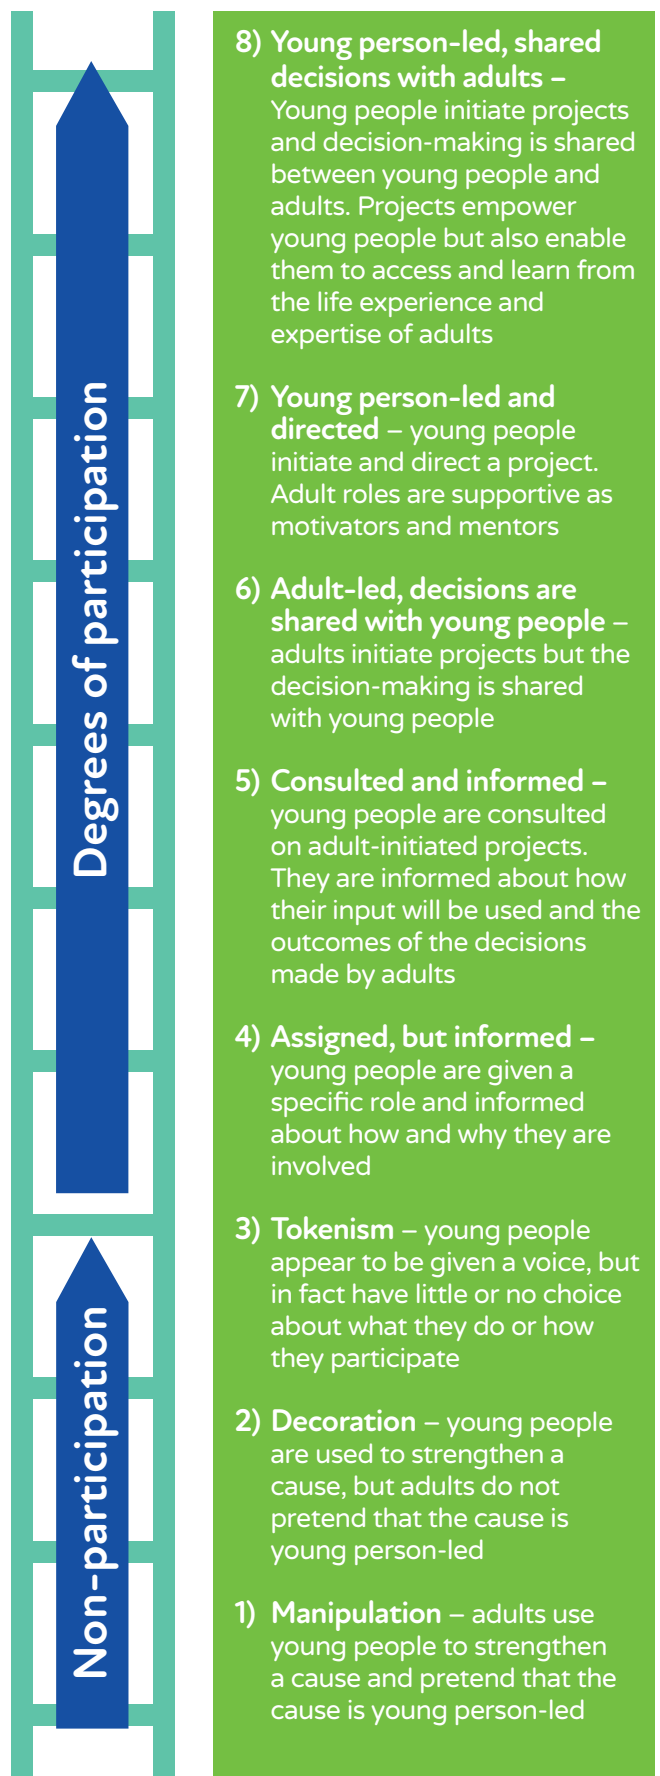 8) Young person-led, shared
decisions with adults –
Young people initiate projects
and decision-making is shared
between young people and
adults. Projects empower
young people but also enable
them to access and learn from
the life experience and
expertise of adults
7) Young person-led and
directed – young people
initiate and direct a project.
Adult roles are supportive as
motivators and mentors
6) Adult-led, decisions are
shared with young people –
adults initiate projects but the
decision-making is shared
with young people
5) Consulted and informed –
young people are consulted
on adult-initiated projects.
They are informed about how
their input will be used and the
outcomes of the decisions
made by adults
4) Assigned, but informed –
young people are given a
specific role and informed
about how and why they are
involved
3) Tokenism – young people
appear to be given a voice, but
in fact have little or no choice
about what they do or how
they participate
2) Decoration – young people
are used to strengthen a
cause, but adults do not
pretend that the cause is
young person-led
1) Manipulation – adults use
young people to strengthen
a cause and pretend that the
cause is young person-led
Degrees of participation
Non-participation